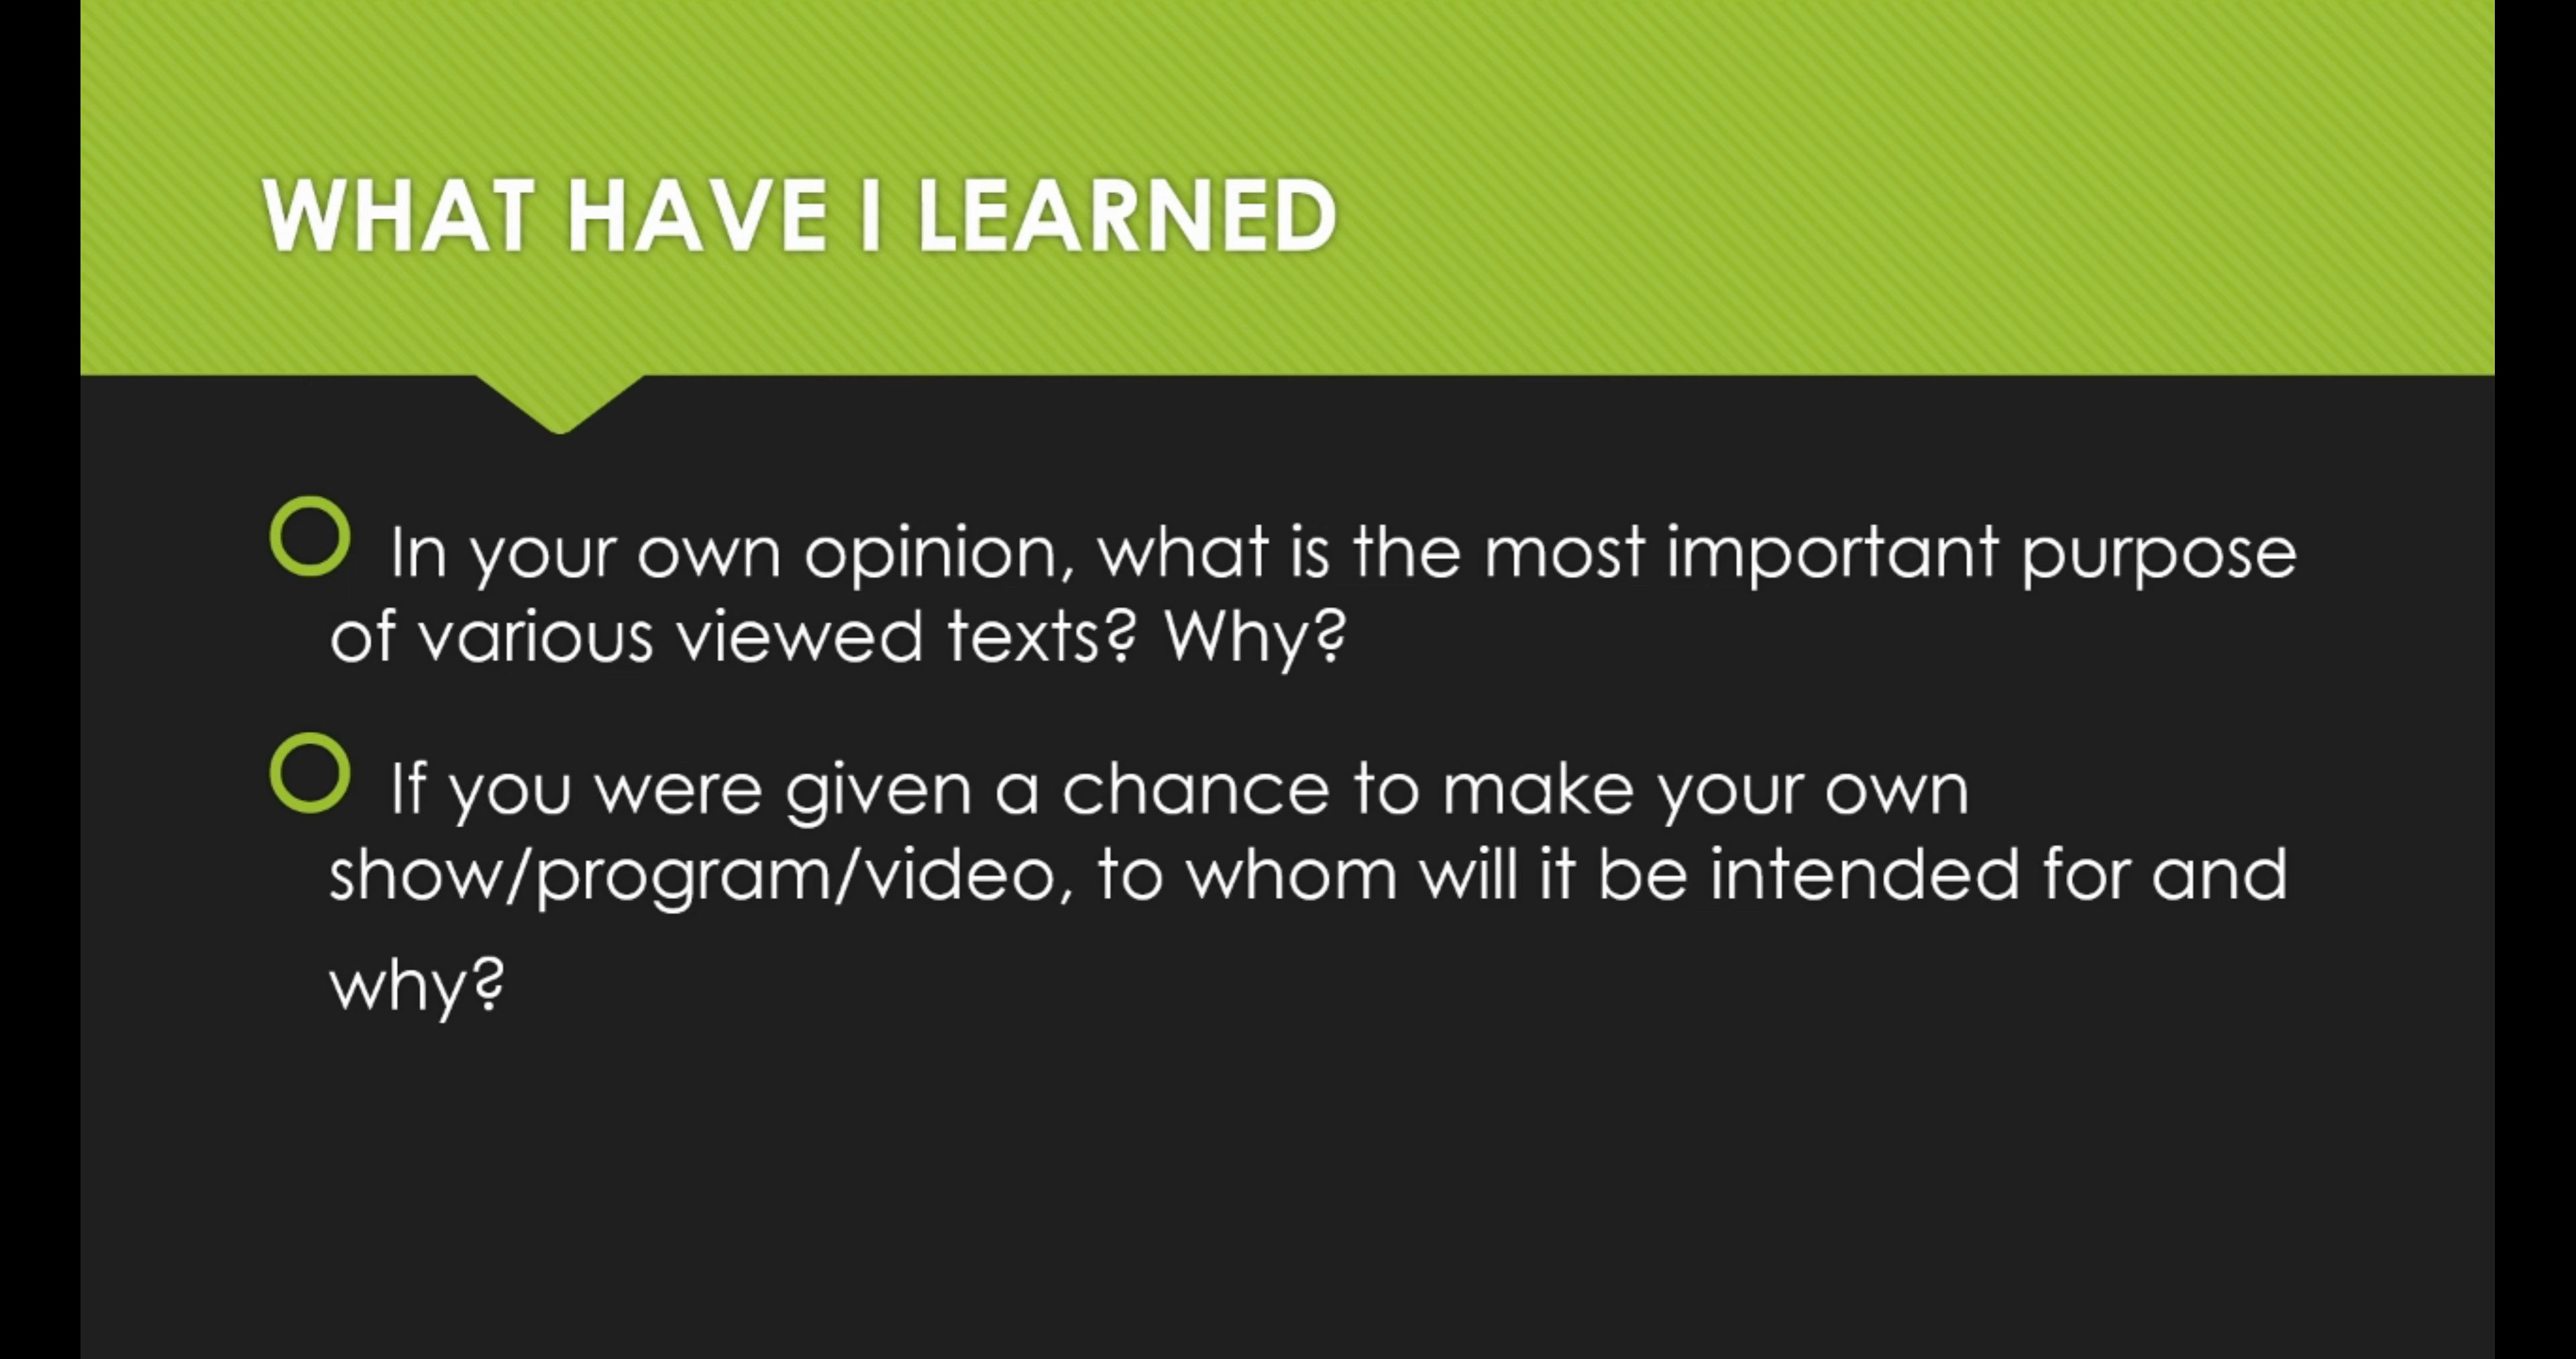 WHAT HAVE I LEARNED
In your own opinion, what is the most important purpose
of various viewed texts? Why?
If you were given a chance to make your own
show/program/video, to whom will it be intended for and
why?